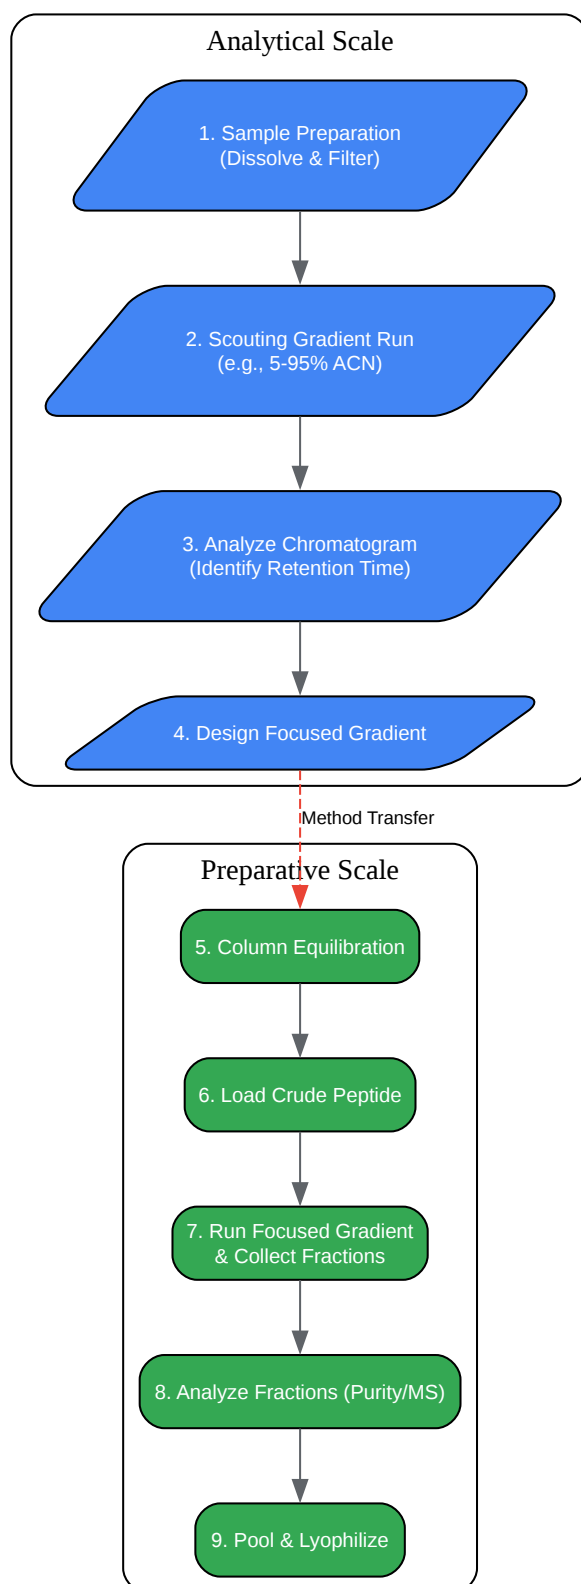 Analytical Scale
1. Sample Preparation
(Dissolve & Filter)
2. Scouting Gradient Run
(e.g., 5-95% ACN)
3. Analyze Chromatogram
(Identify Retention Time)
4. Design Focused Gradient
Method Transfer
Preparative Scale
5. Column Equilibration
6. Load Crude Peptide
7. Run Focused Gradient
& Collect Fractions
8. Analyze Fractions (Purity/MS)
9. Pool & Lyophilize